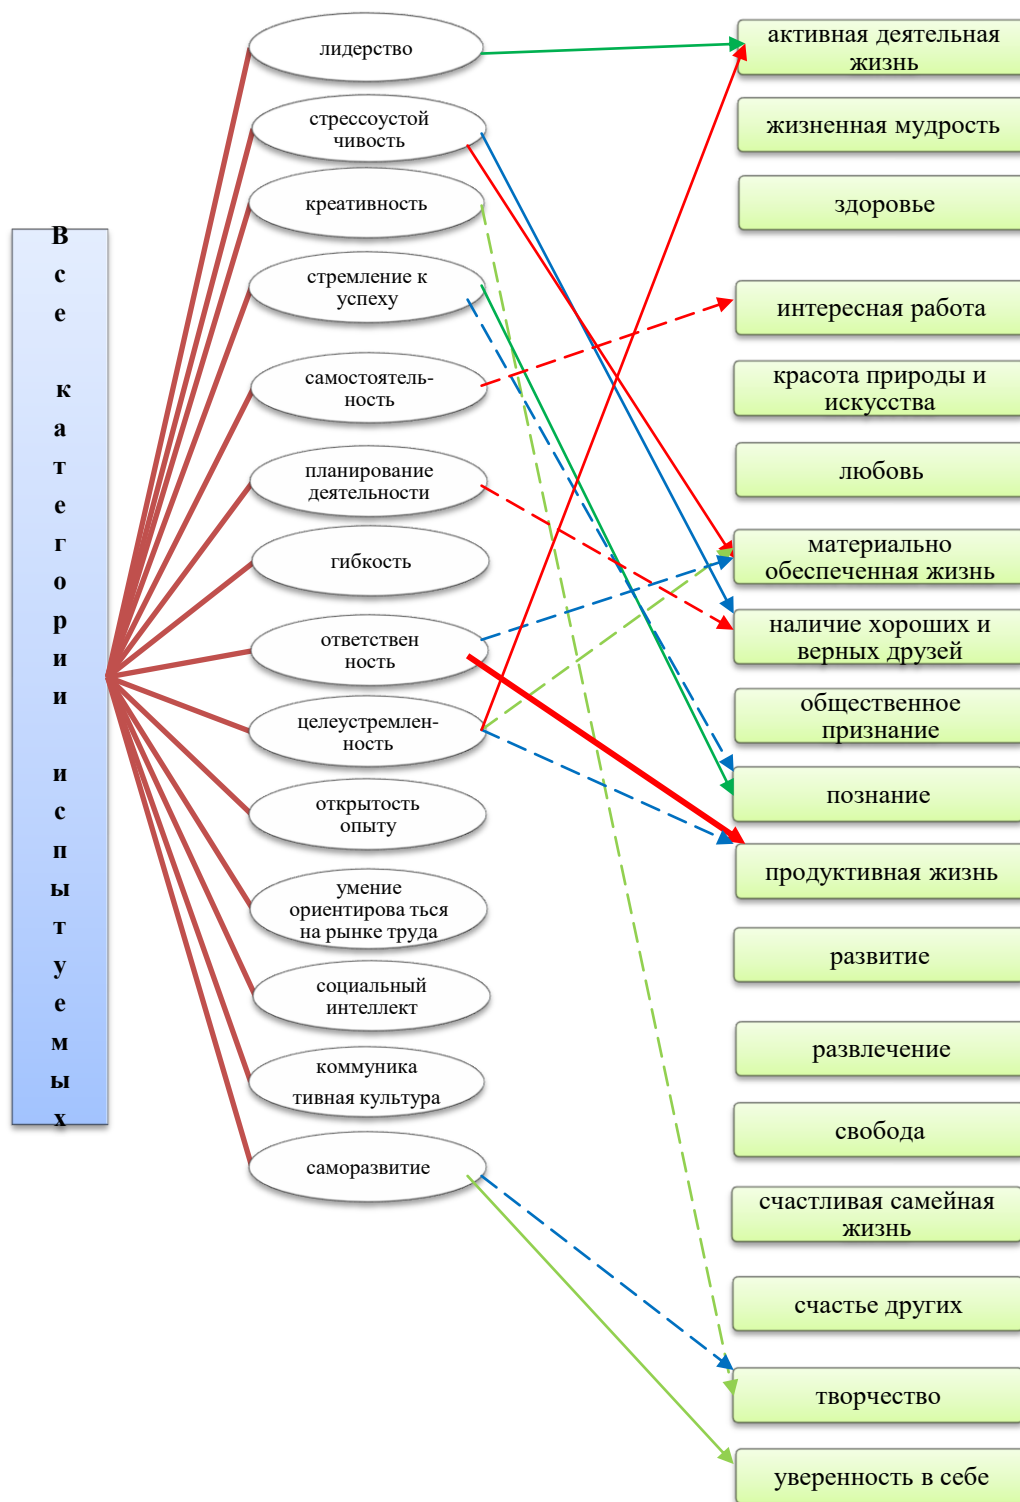 Все категории испытуемых
лидерство
стрессоустой
чивость
креативность
стремление к
успеху
самостоятель-
ность
планирование
деятельности
гибкость
ответствен
ность
целеустремлен-
ность
открытость
опыту
умение
ориентирова ться
на рынке труда
социальный
интеллект
коммуника
тивная культура
саморазвитие
активная деятельная
жизнь
жизненная мудрость
здоровье
интересная работа
красота природы и
искусства
любовь
материально
обеспеченная жизнь
наличие хороших и
верных друзей
общественное
признание
познание
продуктивная жизнь
развитие
развлечение
свобода
счастливая самейная
жизнь
счастье других
творчество
уверенность в себе